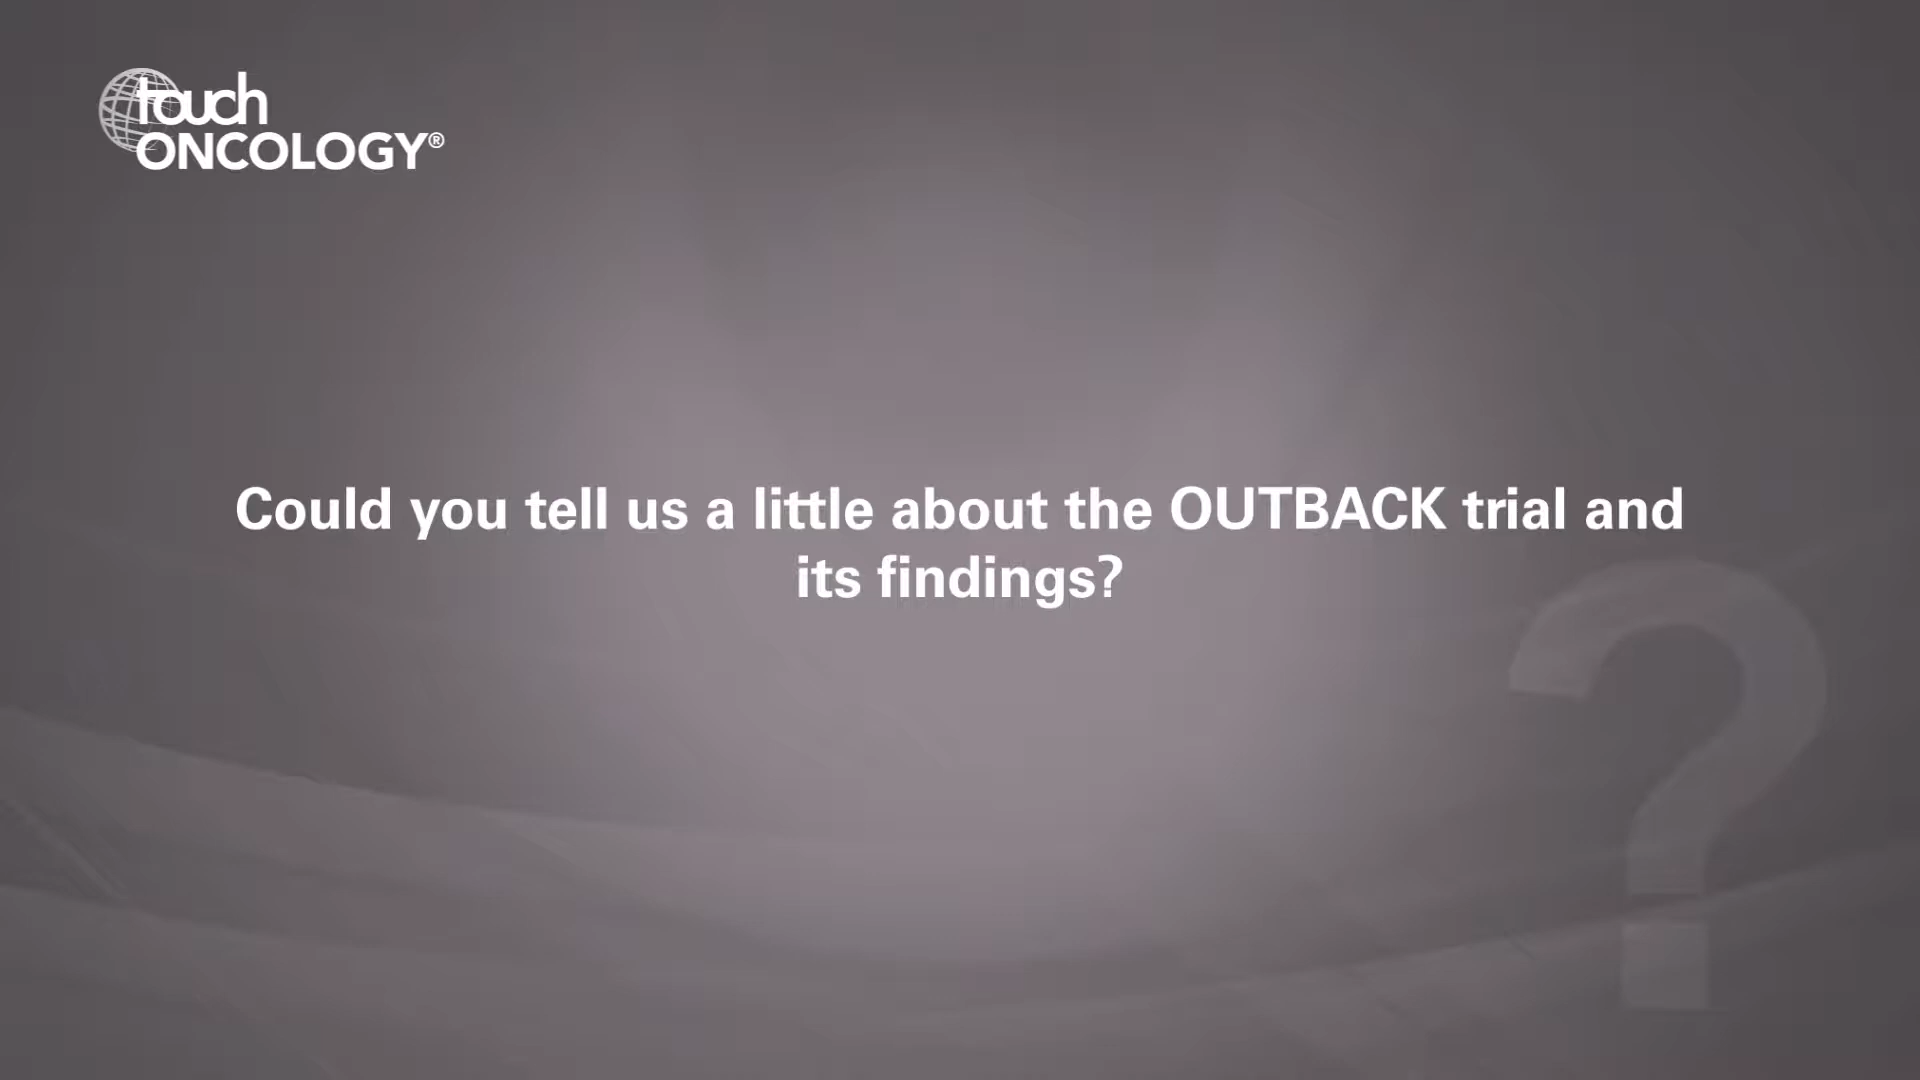 touch
ONCOLOGY®
Could you tell us a little about the OUTBACK trial and
its findings?